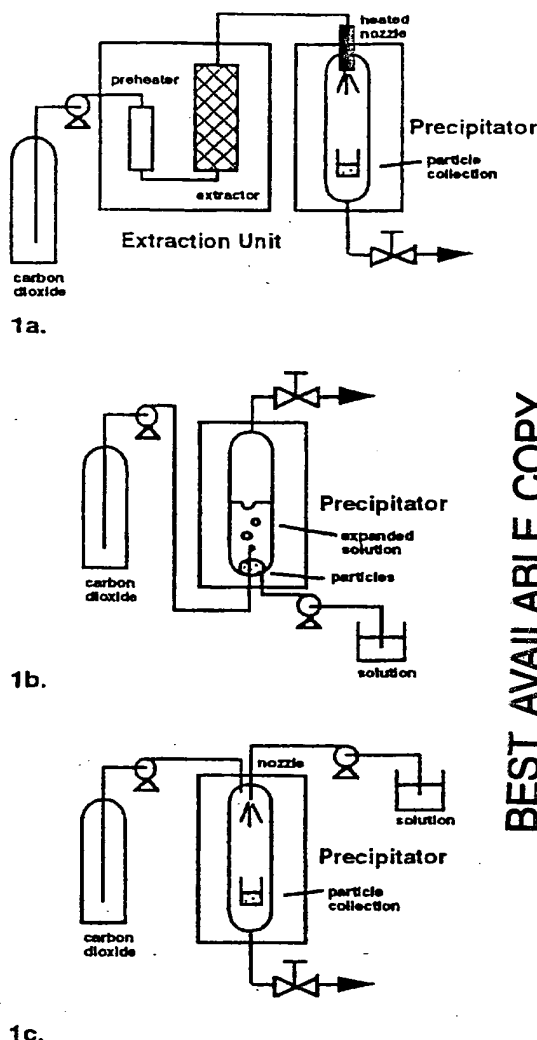 heated
nozzle
preheater
Precipitator
particle
collection
extractor
Extraction Unit
carbon
dioxide
1a.
Precipitator
expanded
solution
particles
carbon
dioxide
solution
1b.
nozzle
solution
Precipitator
particle
collection
carbon
dioxide
1c.
BEST AVAILABLE COPY